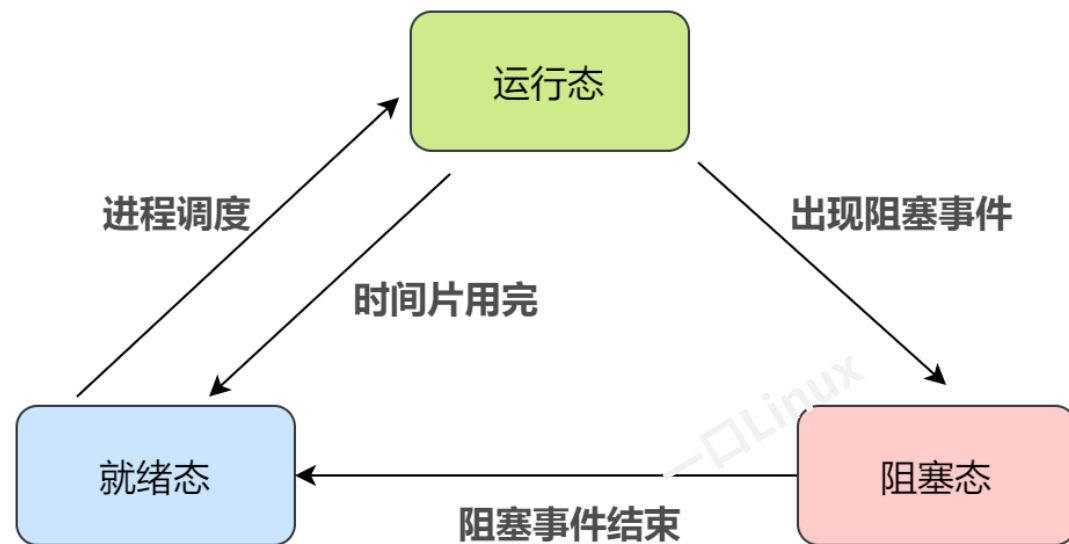 运行态
进程调度
出现阻塞事件
时间片用完
一口Linux
就绪态
阻塞态
阻塞事件结束